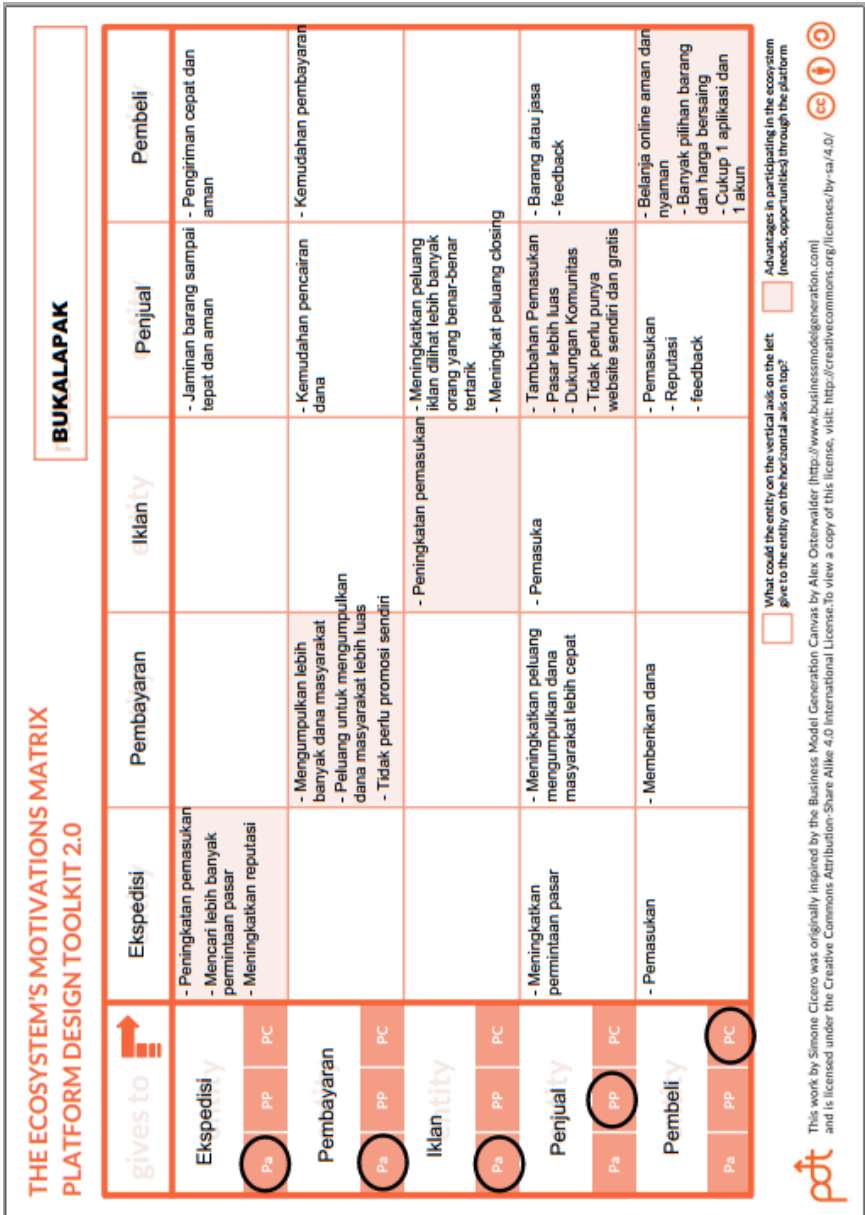 THE ECOSYSTEM'S MOTIVATIONS MATRIX
PLATFORM DESIGN TOOLKIT 2.0
BUKALAPAK
gives to
Ekspedisi
Pembayaran
Iklan
Penjual
Pembeli
Ekspedisi
Pa PP PC
- Peningkatan pemasukan
- Mencari lebih banyak
permintaan pasar
- Meningkatkan reputasi
- Jaminan barang sampai
tepat dan aman
- Pengiriman cepat dan
aman
Pembayaran
Pa PP PC
- Mengumpulkan lebih
banyak dana masyarakat
- Peluang untuk mengumpulkan
dana masyarakat lebih luas
- Tidak perlu promosi sendiri
- Kemudahan pencairan
dana
- Kemudahan pembayaran
Iklan
entity
Pa PP PC
- Peningkatan pemasukan
- Meningkatkan peluang
iklan dilihat lebih banyak
orang yang benar-benar
tertarik
- Meningkat peluang closing
Penjual
Pa PP PC
- Meningkatkan
permintaan pasar
- Meningkatkan peluang
mengumpulkan dana
masyarakat lebih cepat
- Pemasuka
- Tambahan Pemasukan
- Pasar lebih luas
- Dukungan Komunitas
- Tidak perlu punya
website sendiri dan gratis
- Barang atau jasa
- feedback
Pembeli
Pa PP PC
- Pemasukan
- Memberikan dana
- Pemasukan
- Reputasi
- feedback
- Belanja online aman dan
nyaman
- Banyak pilihan barang
dan harga bersaing
- Cukup 1 aplikasi dan
1 akun
What could the entity on the vertical axis on the left
give to the entity on the horizontal axis on top?
Advantages in participating in the ecosystem
(needs, opportunities) through the platform
pdt
This work by Simone Cicero was originally inspired by the Business Model Generation Canvas by Alex Osterwalder (http://www.businessmodelgeneration.com)
and is licensed under the Creative Commons Attribution-Share Alike 4.0 International License.To view a copy of this license, visit: http://creativecommons.org/licenses/by-sa/4.0/
cc